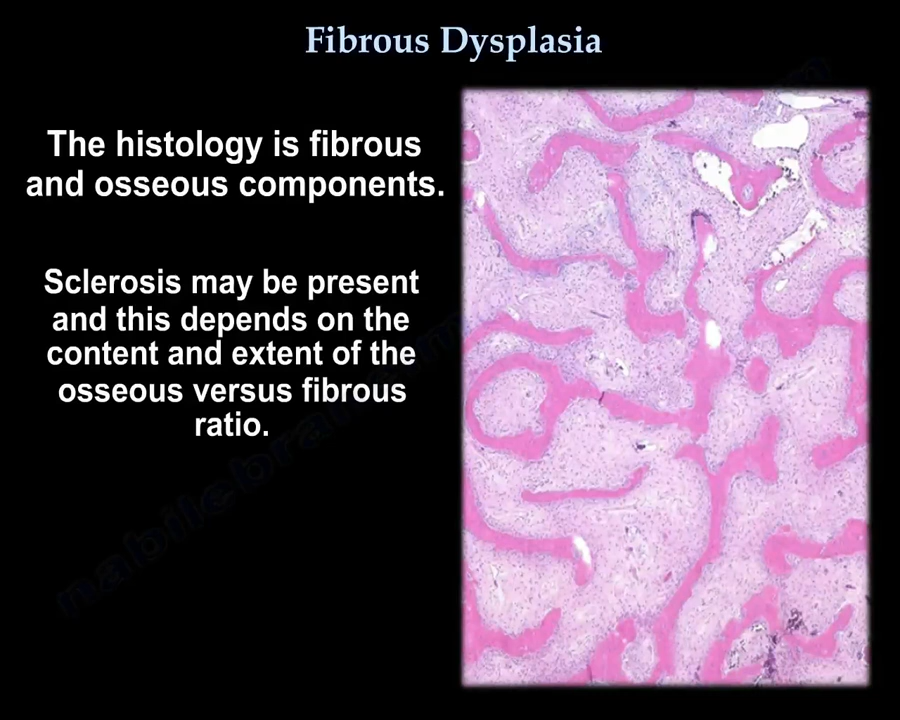 Fibrous Dysplasia
The histology is fibrous
and osseous components.
Sclerosis may be present
and this depends on the
content and extent of the
osseous versus fibrous
ratio.